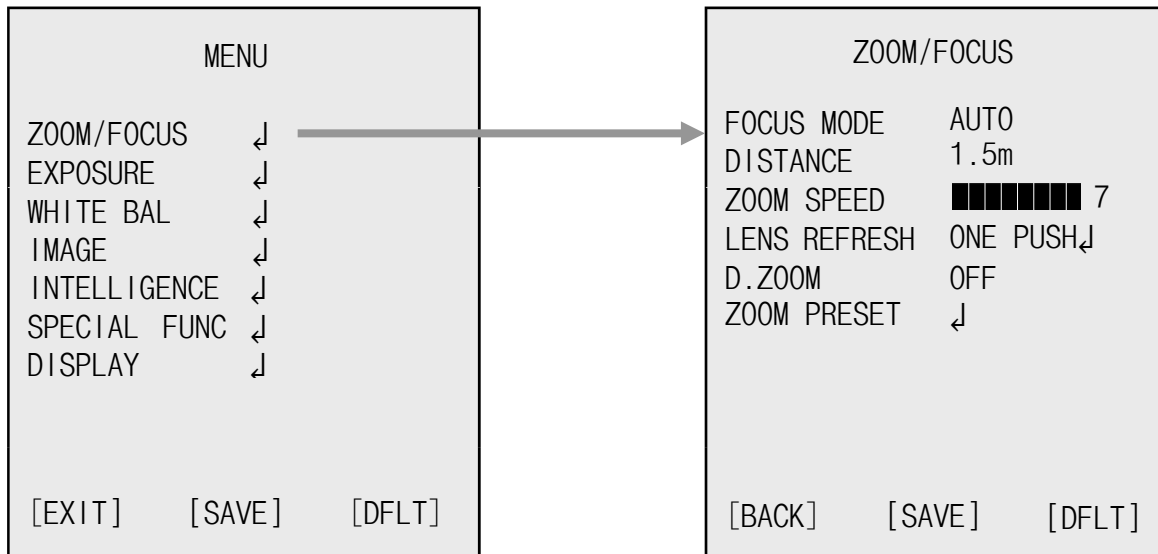 MENU
ZOOM/FOCUS ↲
EXPOSURE ↲
WHITE BAL ↲
IMAGE ↲
INTELLIGENCE ↲
SPECIAL FUNC ↲
DISPLAY ↲
[EXIT] [SAVE] [DFLT]
ZOOM/FOCUS
FOCUS MODE AUTO
DISTANCE 1.5m
ZOOM SPEED ████████ 7
LENS REFRESH ONE PUSH↲
D.ZOOM OFF
ZOOM PRESET ↲
[BACK] [SAVE] [DFLT]